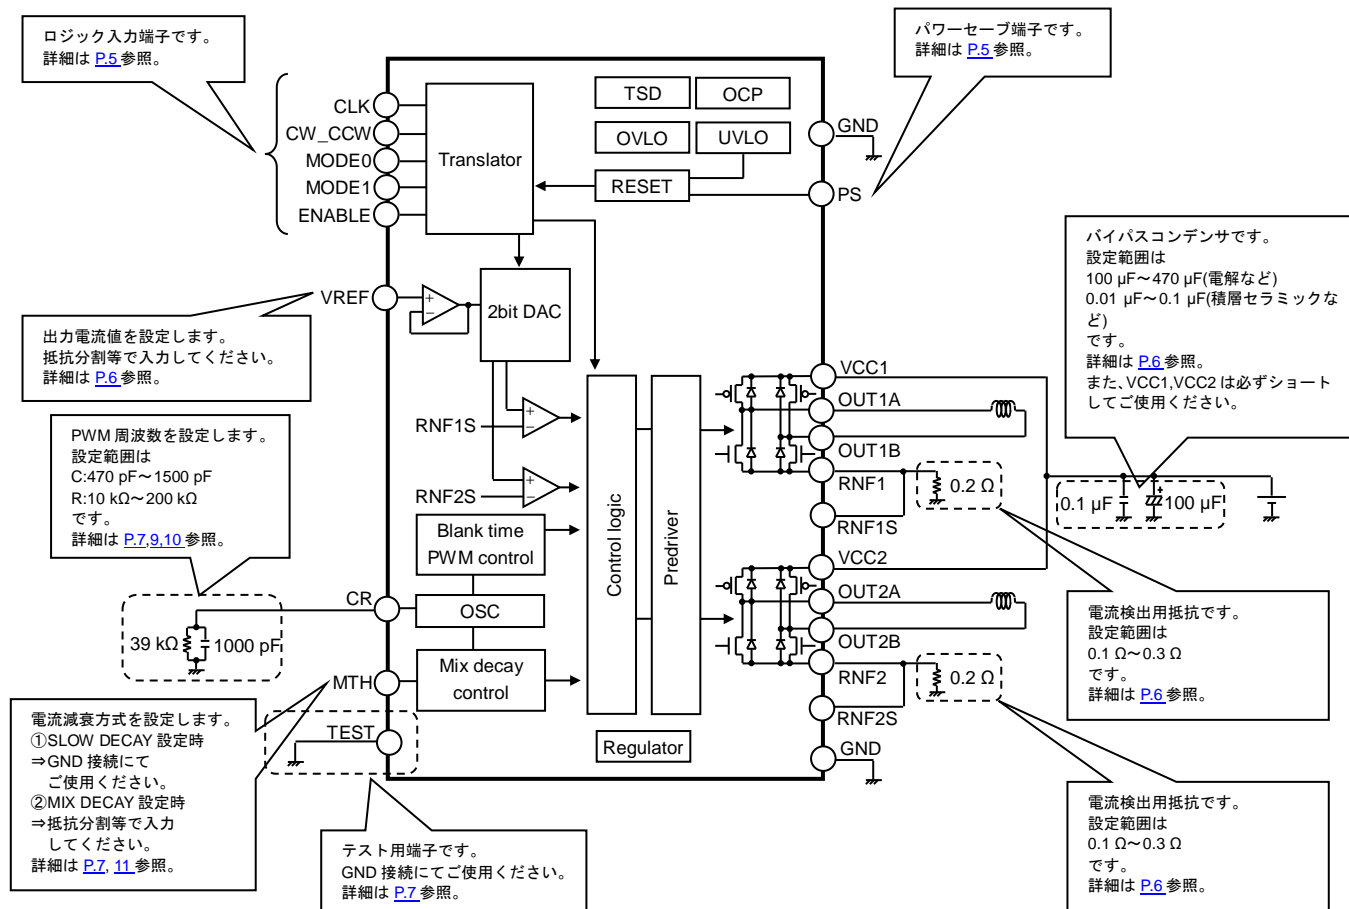 ロジック入力端子です。
詳細は P.5 参照。
パワーセーブ端子です。
詳細は P.5 参照。
CLK
CW_CCW
MODE0
MODE1
ENABLE
Translator
TSD
OCP
OVLO
UVLO
RESET
GND
PS
バイパスコンデンサです。
設定範囲は
100 µF～470 µF(電解など)
0.01 µF～0.1 µF(積層セラミックな
ど)
です。
詳細は P.6 参照。
また、VCC1,VCC2 は必ずショート
してご使用ください。
VREF
+
−
2bit DAC
出力電流値を設定します。
抵抗分割等で入力してください。
詳細は P.6 参照。
PWM 周波数を設定します。
設定範囲は
C:470 pF～1500 pF
R:10 kΩ～200 kΩ
です。
詳細は P.7,9,10 参照。
RNF1S
+
−
RNF2S
+
−
Blank time
PWM control
OSC
Mix decay
control
Control logic
Predriver
Regulator
VCC1
OUT1A
OUT1B
RNF1
RNF1S
0.2 Ω
0.1 µF
+
100 µF
VCC2
OUT2A
OUT2B
RNF2
RNF2S
0.2 Ω
GND
CR
39 kΩ
1000 pF
MTH
TEST
電流検出用抵抗です。
設定範囲は
0.1 Ω～0.3 Ω
です。
詳細は P.6 参照。
電流減衰方式を設定します。
①SLOW DECAY 設定時
⇒GND 接続にて
ご使用ください。
②MIX DECAY 設定時
⇒抵抗分割等で入力
してください。
詳細は P.7, 11 参照。
テスト用端子です。
GND 接続にてご使用ください。
詳細は P.7 参照。
電流検出用抵抗です。
設定範囲は
0.1 Ω～0.3 Ω
です。
詳細は P.6 参照。